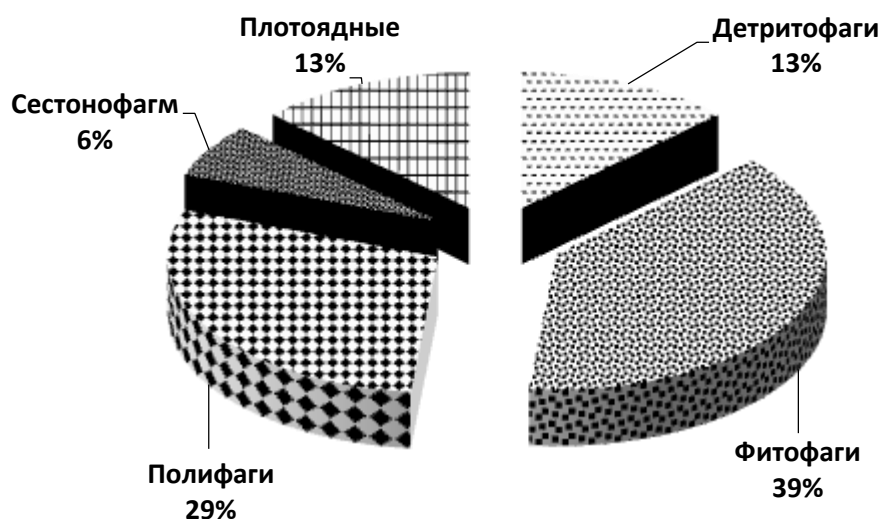 Плотоядные
13%
Детритофаги
13%
Сестонофагм
6%
Полифаги
29%
Фитофаги
39%